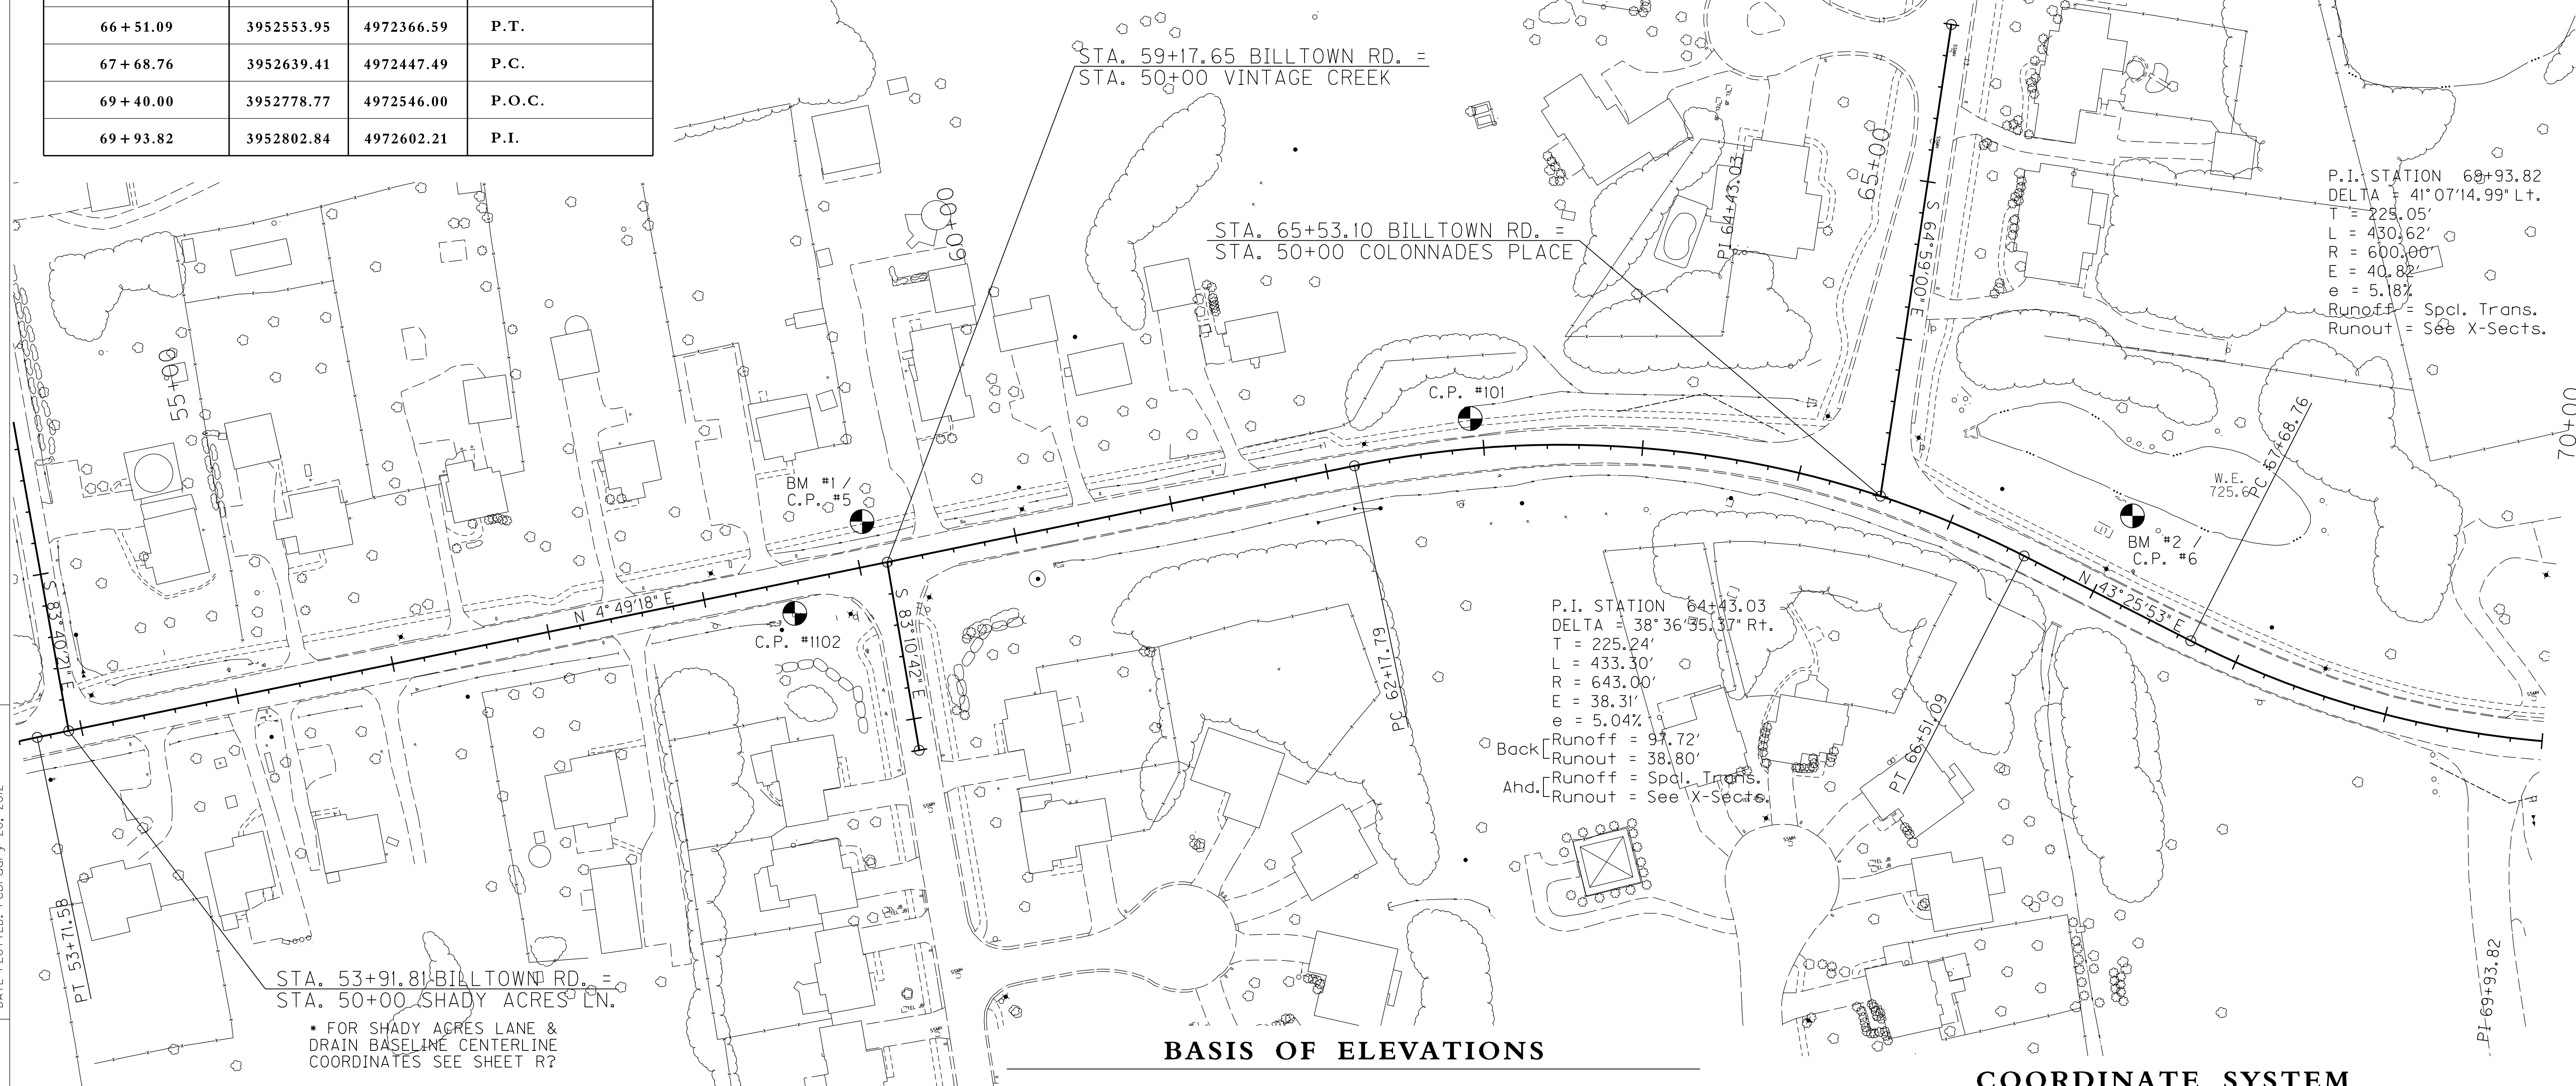 66+51.09 3952553.95 4972366.59 P.T.
67+68.76 3952639.41 4972447.49 P.C.
69+40.00 3952778.77 4972546.00 P.O.C.
69+93.82 3952802.84 4972602.21 P.I.
STA. 59+17.65 BILLTOWN RD. =
STA. 50+00 VINTAGE CREEK
STA. 65+53.10 BILLTOWN RD. =
STA. 50+00 COLONNADES PLACE
P.I. STATION 69+93.82
DELTA = 41°07'14.99" Lt.
T = 225.05'
L = 430.62'
R = 600.00'
E = 40.82'
e = 5.18%
Runoff = Spcl. Trans.
Runout = See X-Sects.
55+00
60+00
PI 64+43.03
65+00
S 64°59'00" E
70+00
C.P. #101
BM #1 /
C.P. #5
W.E.
PC 67+68.76
BM #2 /
C.P. #6
S 83°40'21" E
N 4°49'18" E
C.P. #1102
S 83°10'42" E
N 43°25'53" E
PC 62+17.79
P.I. STATION 64+43.03
DELTA = 38°36'35.37" Rt.
T = 225.24'
L = 433.30'
R = 643.00'
E = 38.31'
e = 5.04%
Back
Runoff = 97.72'
Runout = 38.80'
Ahd.
Runoff = Spcl. Trans.
Runout = See X-Sects.
PT 66+51.09
PT 53+71.58
PI 69+93.82
STA. 53+91.81 BILLTOWN RD. =
STA. 50+00 SHADY ACRES LN.
* FOR SHADY ACRES LANE &
DRAIN BASELINE CENTERLINE
COORDINATES SEE SHEET R?
BASIS OF ELEVATIONS
COORDINATE SYSTEM